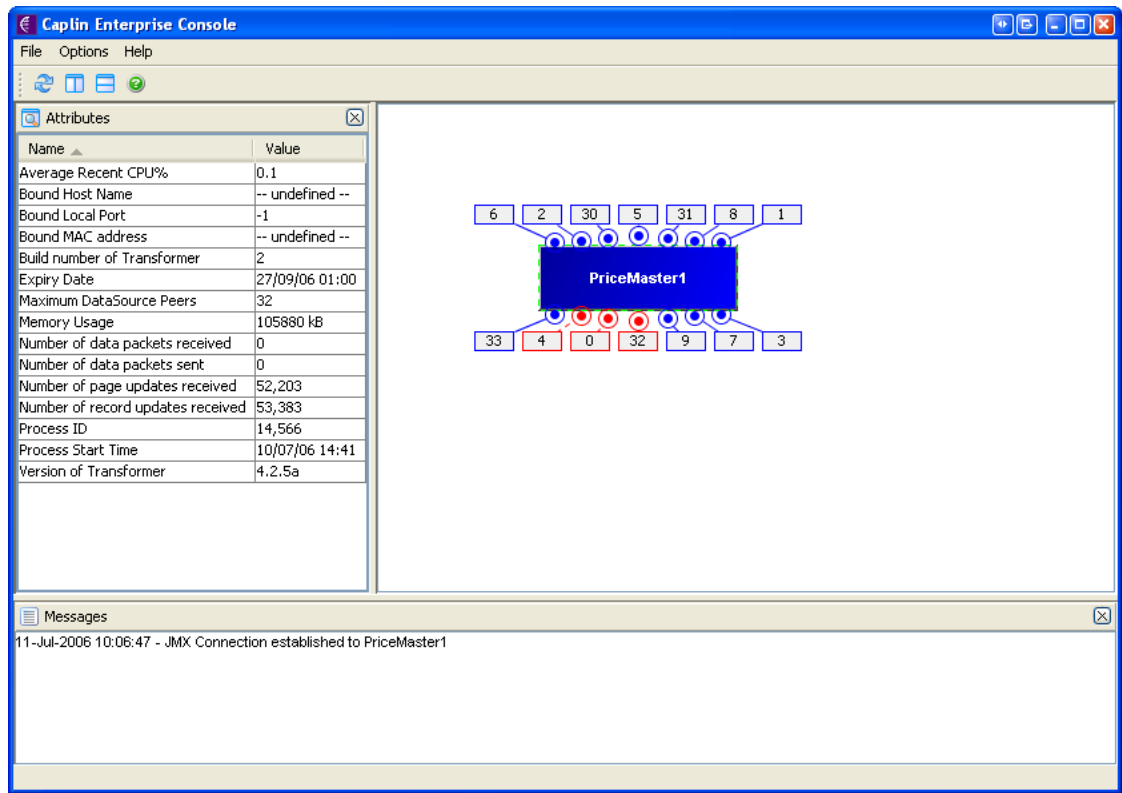 Caplin Enterprise Console
File Options Help
Attributes
Name Value
Average Recent CPU% 0.1
Bound Host Name -- undefined --
Bound Local Port -1
Bound MAC address -- undefined --
Build number of Transformer 2
Expiry Date 27/09/06 01:00
Maximum DataSource Peers 32
Memory Usage 105880 kB
Number of data packets received 0
Number of data packets sent 0
Number of page updates received 52,203
Number of record updates received 53,383
Process ID 14,566
Process Start Time 10/07/06 14:41
Version of Transformer 4.2.5a
6 2 30 5 31 8 1
PriceMaster1
33 4 0 32 9 7 3
Messages
11-Jul-2006 10:06:47 - JMX Connection established to PriceMaster1